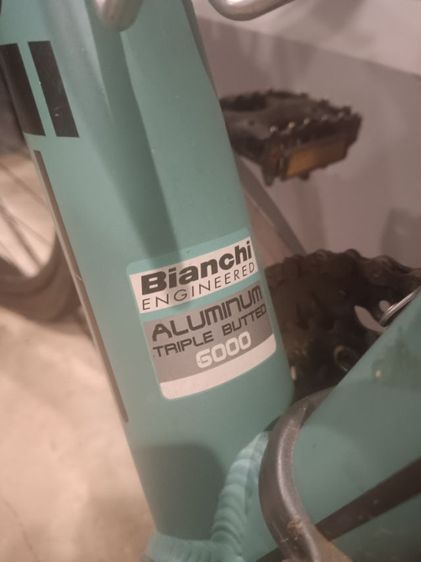 Bianchi
ENGINEERED
ALUMINUM
TRIPLE BUTTED
6000